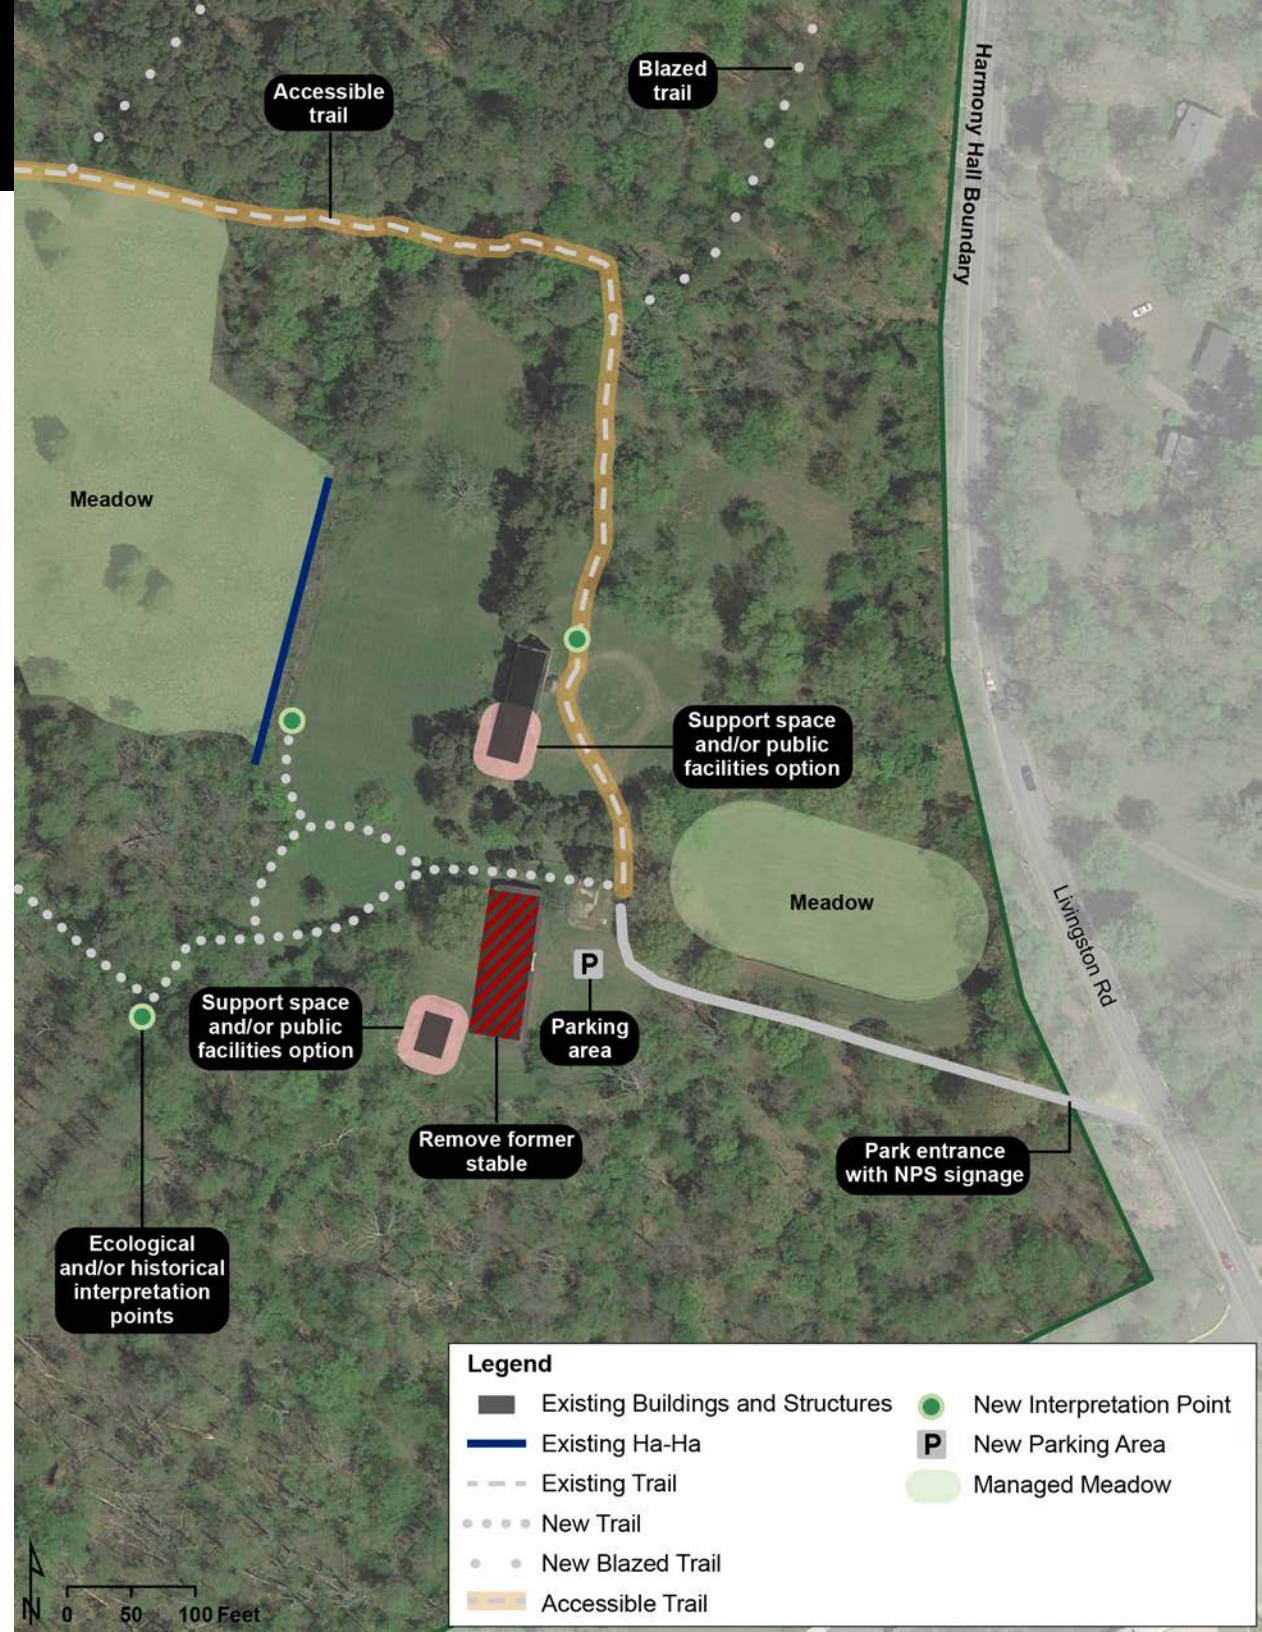 Accessible
trail
Blazed
trail
Harmony Hall Boundary
Meadow
Support space
and/or public
facilities option
Meadow
Livingston Rd
P
Support space
and/or public
facilities option
Parking
area
Remove former
stable
Park entrance
with NPS signage
Ecological
and/or historical
interpretation
points
Legend
Existing Buildings and Structures
Existing Ha-Ha
Existing Trail
New Trail
New Blazed Trail
Accessible Trail
New Interpretation Point
P New Parking Area
Managed Meadow
N 0 50 100 Feet